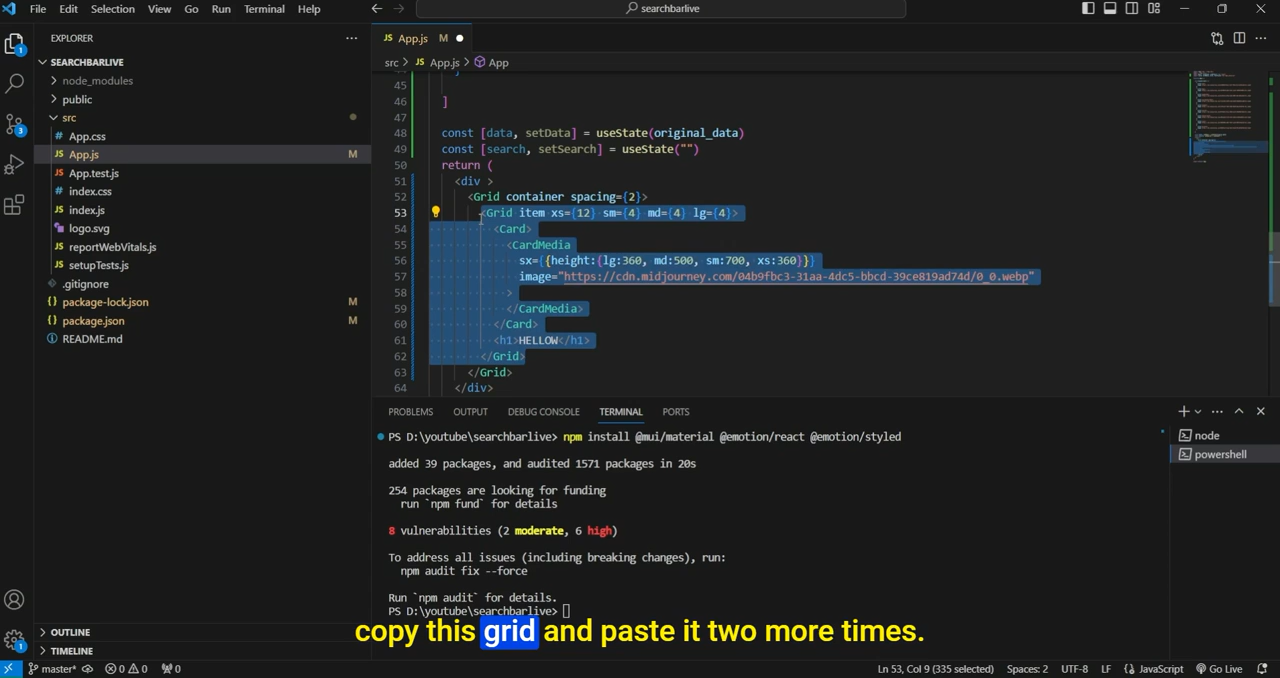 File Edit Selection View Go Run Terminal Help
searchbarlive
EXPLORER
SEARCHBARLIVE
node_modules
public
src
App.css
App.js M
App.test.js
index.css
index.js
logo.svg
reportWebVitals.js
setupTests.js
.gitignore
package-lock.json M
package.json M
README.md
OUTLINE
TIMELINE
JS App.js M
src > JS App.js > App
45
46 ]
47
48 const [data, setData] = useState(original_data)
49 const [search, setSearch] = useState("")
50 return (
51 <div >
52 <Grid container spacing={2}>
53 <Grid item xs={12} sm={4} md={4} lg={4}>
54 <Card>
55 <CardMedia
56 sx={{height:{lg:360, md:500, sm:700, xs:360}}}
57 image="https://cdn.midjourney.com/04b9fbc3-31aa-4dc5-bbcd-39ce819ad74d/0_0.webp"
58 >
59 </CardMedia>
60 </Card>
61 <h1>HELLOW</h1>
62 </Grid>
63 </Grid>
64 </div>
PROBLEMS OUTPUT DEBUG CONSOLE TERMINAL PORTS
PS D:\youtube\searchbarlive> npm install @mui/material @emotion/react @emotion/styled
added 39 packages, and audited 1571 packages in 20s
254 packages are looking for funding
run `npm fund` for details
8 vulnerabilities (2 moderate, 6 high)
To address all issues (including breaking changes), run:
npm audit fix --force
Run `npm audit` for details.
PS D:\youtube\searchbarlive>
node
powershell
copy this grid and paste it two more times.
master* 0 0 0 Ln 53, Col 9 (335 selected) Spaces: 2 UTF-8 LF JavaScript Go Live